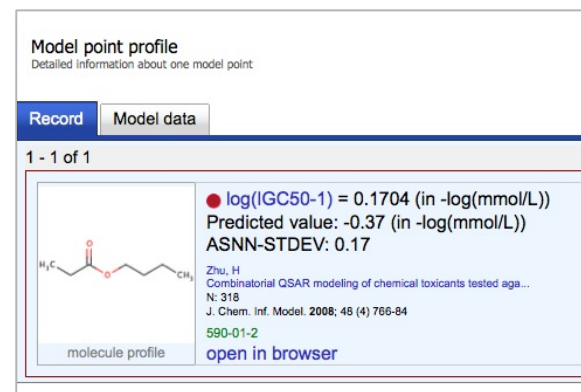 Model point profile
Detailed information about one model point
Record
Model data
1 - 1 of 1
log(IGC50-1) = 0.1704 (in -log(mmol/L))
Predicted value: -0.37 (in -log(mmol/L))
ASNN-STDEV: 0.17
Zhu, H
Combinatorial QSAR modeling of chemical toxicants tested aga...
N: 318
J. Chem. Inf. Model. 2008; 48 (4) 766-84
590-01-2
open in browser
O
H₃C
O
CH₃
molecule profile